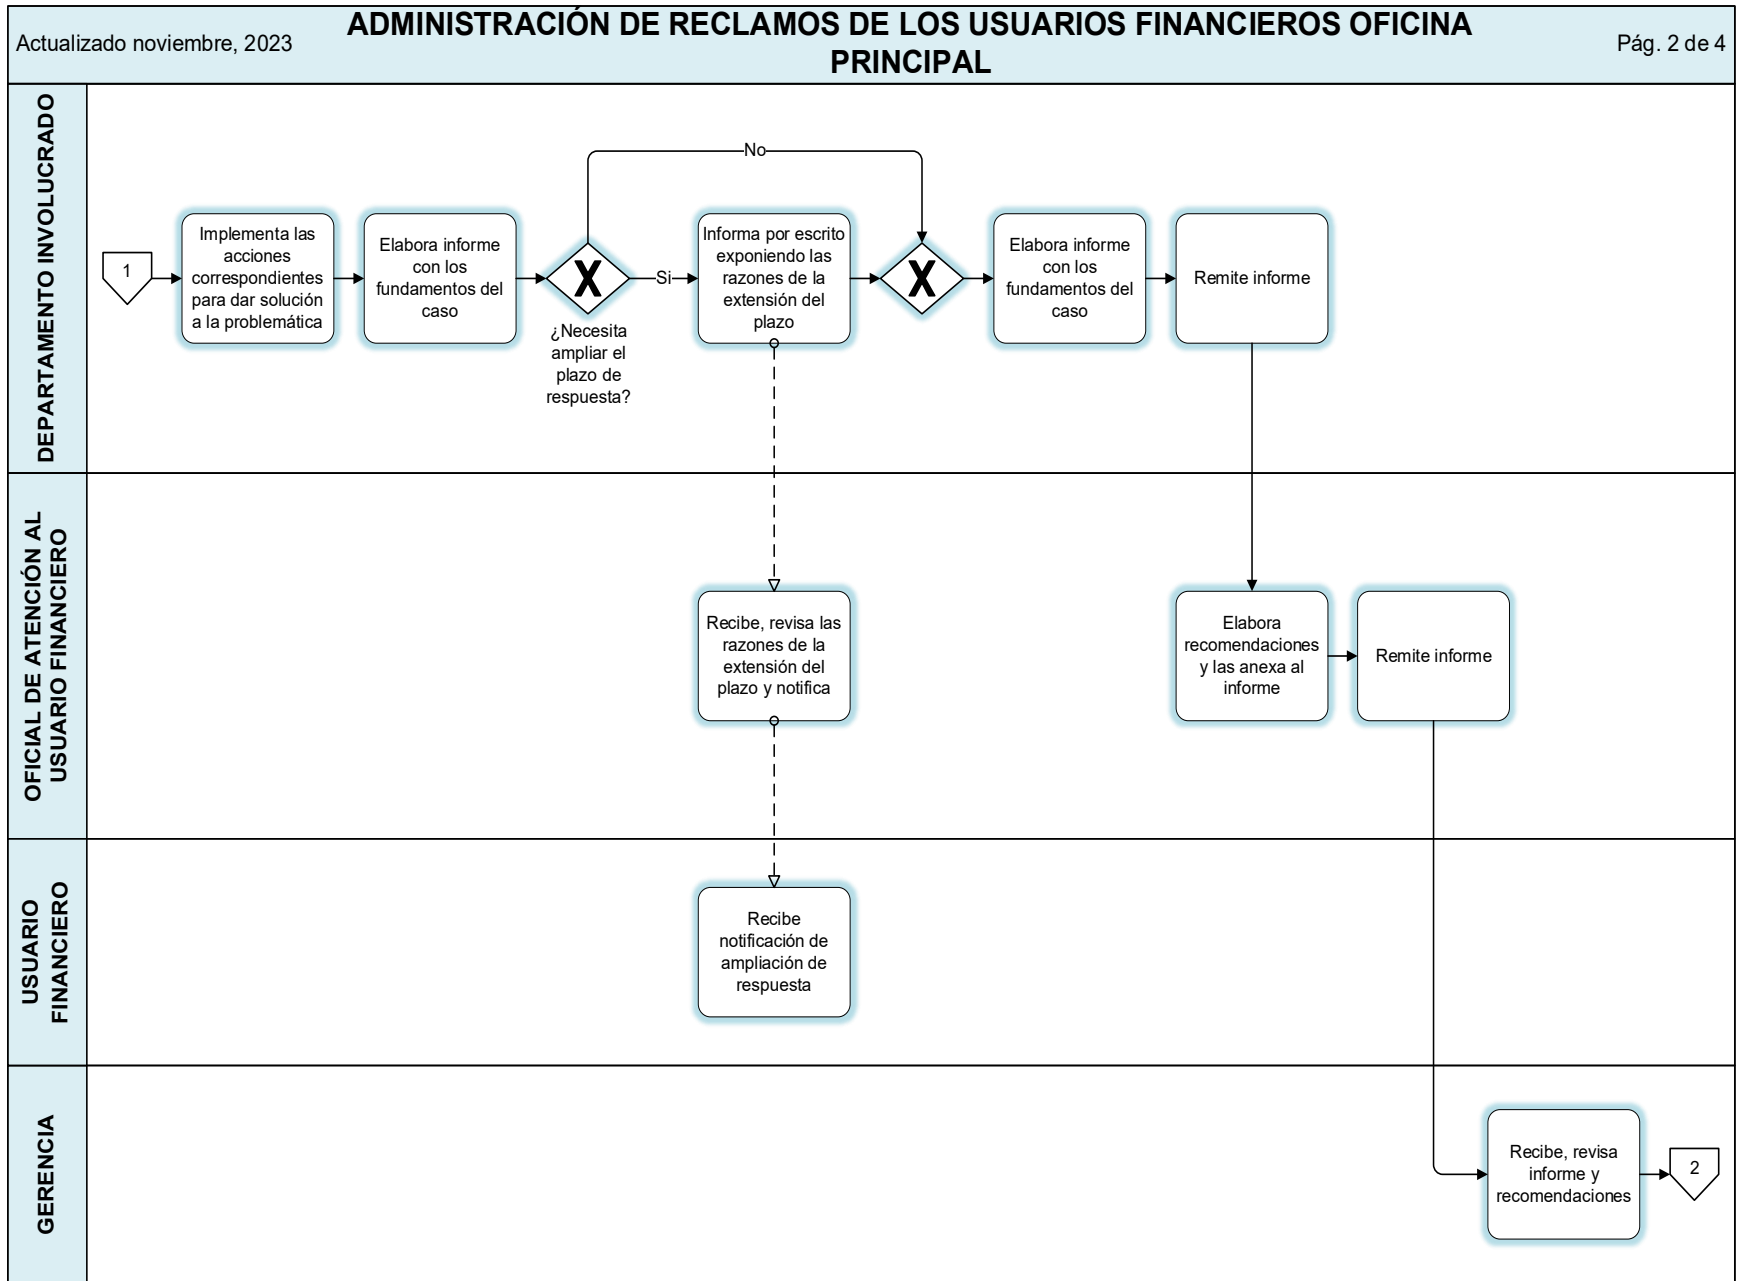 Actualizado noviembre, 2023
ADMINISTRACIÓN DE RECLAMOS DE LOS USUARIOS FINANCIEROS OFICINA
PRINCIPAL
Pág. 2 de 4
DEPARTAMENTO INVOLUCRADO
1
Implementa las
acciones
correspondientes
para dar solución
a la problemática
Elabora informe
con los
fundamentos del
caso
X
¿Necesita
ampliar el
plazo de
respuesta?
No
Si
Informa por escrito
exponiendo las
razones de la
extensión del
plazo
X
Elabora informe
con los
fundamentos del
caso
Remite informe
OFICIAL DE ATENCIÓN AL
USUARIO FINANCIERO
Recibe, revisa las
razones de la
extensión del
plazo y notifica
Elabora
recomendaciones
y las anexa al
informe
Remite informe
USUARIO
FINANCIERO
Recibe
notificación de
ampliación de
respuesta
GERENCIA
Recibe, revisa
informe y
recomendaciones
2